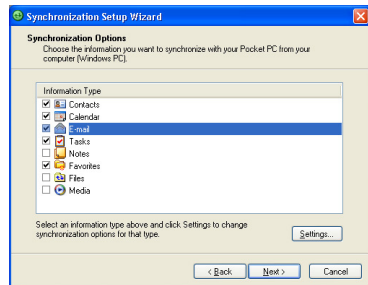 Synchronization Setup Wizard
Synchronization Options
Choose the information you want to synchronize with your Pocket PC from your
computer (Windows PC).
Information Type
Contacts
Calendar
E-mail
Tasks
Notes
Favorites
Files
Media
Select an information type above and click Settings to change
synchronization options for that type.
Settings...
< Back
Next >
Cancel